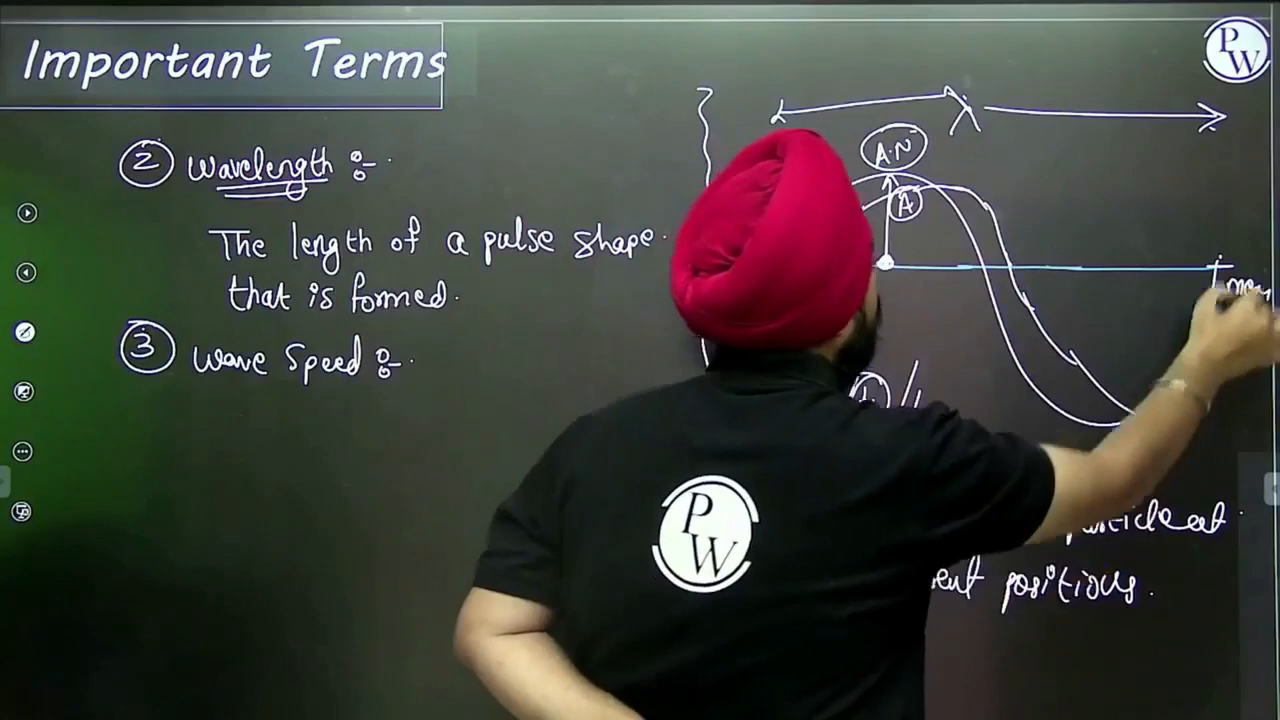 Important Terms
PW
② Wavelength :-
The length of a pulse shape
that is formed.
③ Wave Speed :-
λ
A.N
A
PW
positions.